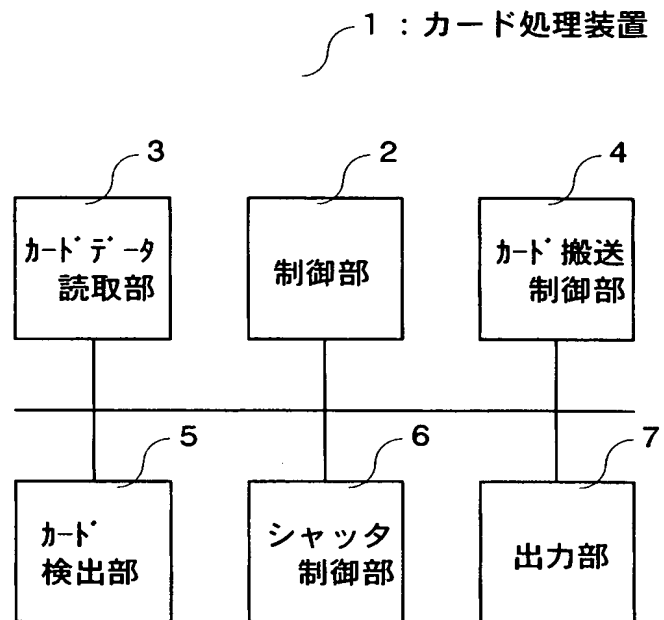 1：カード処理装置
3
2
4
ｶｰﾄﾞﾃﾞｰﾀ
読取部
制御部
ｶｰﾄﾞ搬送
制御部
5
6
7
ｶｰﾄﾞ
検出部
シャッタ
制御部
出力部